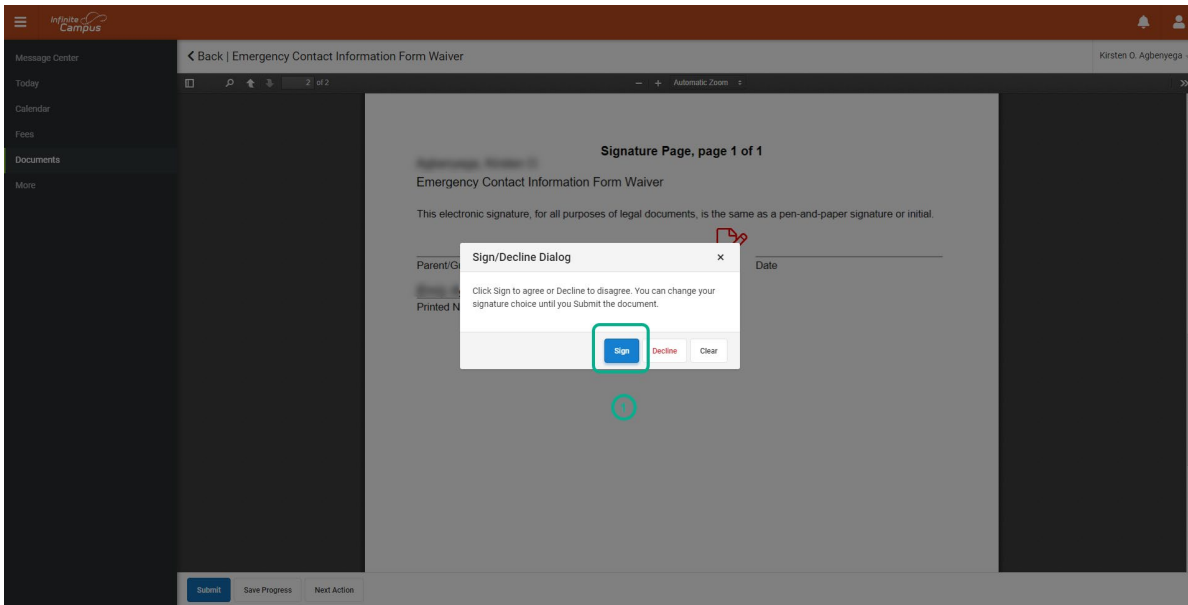 Infinite Campus
Message Center
Today
Calendar
Fees
Documents
More
Back | Emergency Contact Information Form Waiver
Kirsten O. Agbenyega
2 of 2
− + Automatic Zoom
Signature Page, page 1 of 1
Emergency Contact Information Form Waiver
This electronic signature, for all purposes of legal documents, is the same as a pen-and-paper signature or initial.
Parent/G
Date
Printed N
Sign/Decline Dialog ×
Click Sign to agree or Decline to disagree. You can change your
signature choice until you Submit the document.
Sign Decline Clear
1
Submit Save Progress Next Action